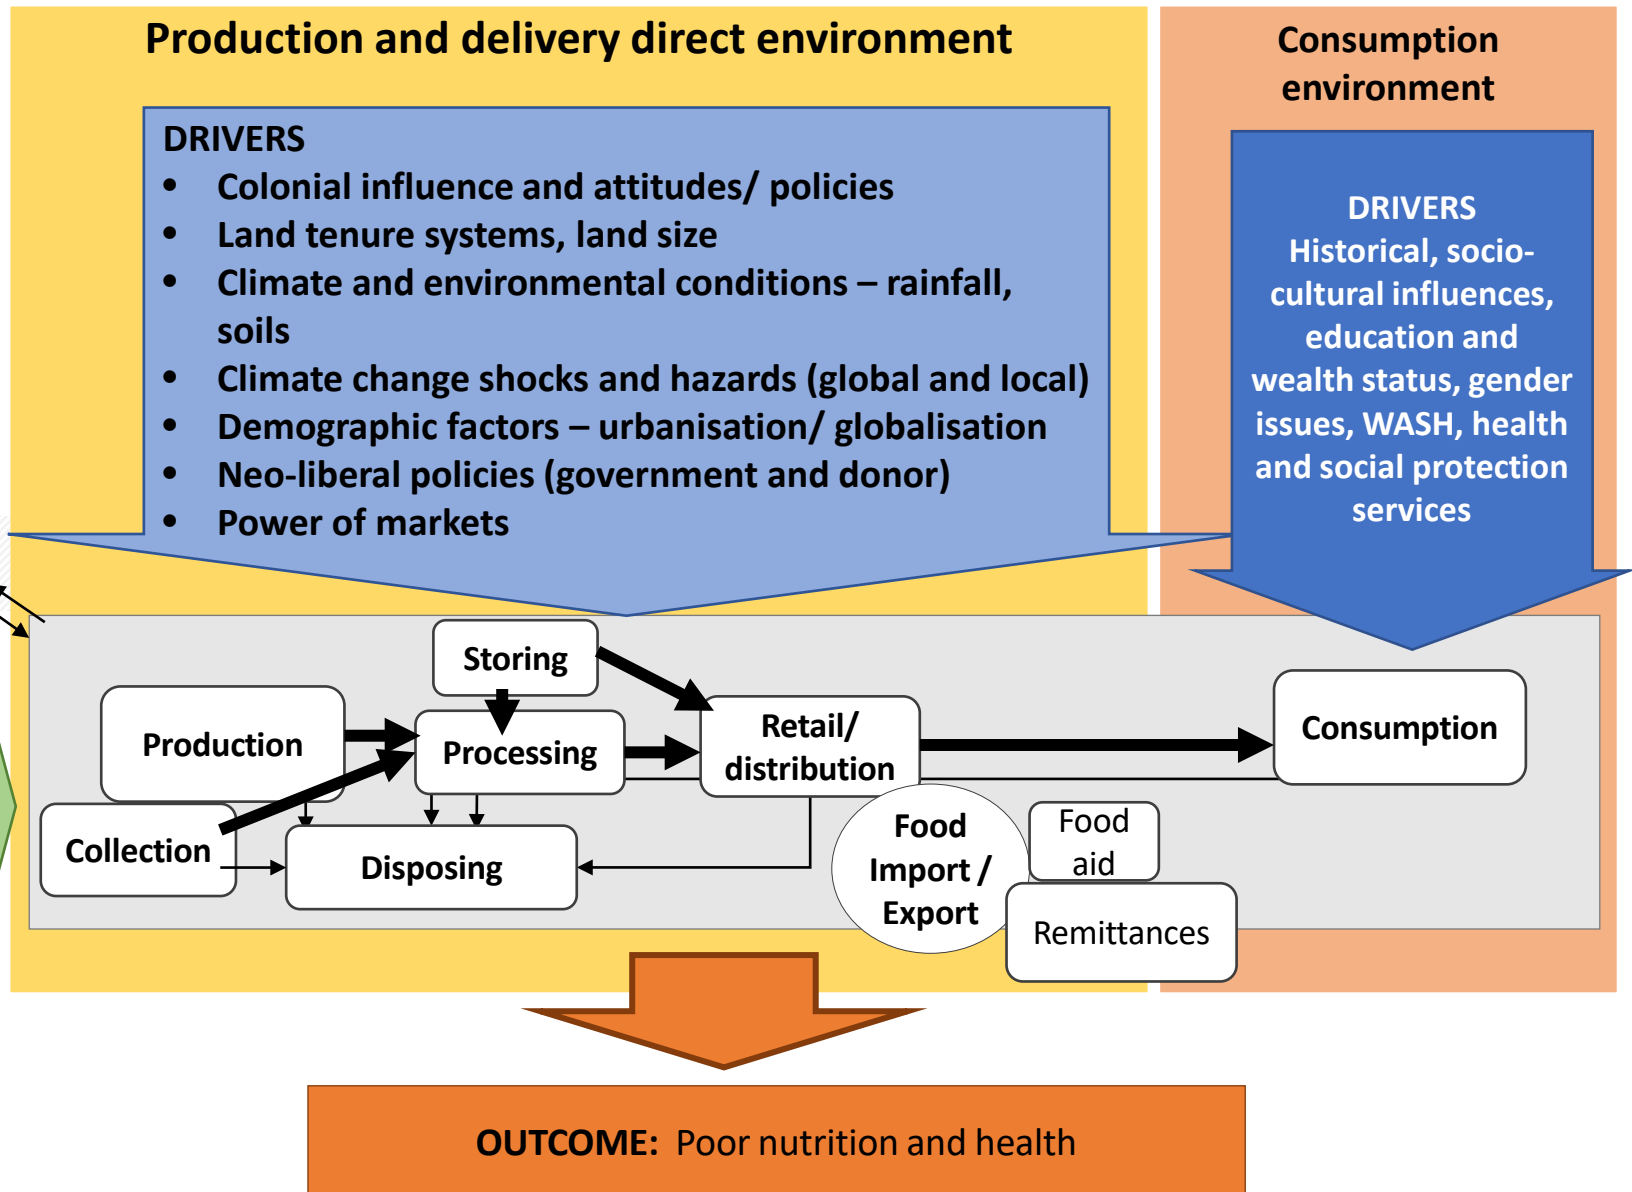 Production and delivery direct environment
Consumption
environment
DRIVERS
• Colonial influence and attitudes/ policies
• Land tenure systems, land size
• Climate and environmental conditions – rainfall,
soils
• Climate change shocks and hazards (global and local)
• Demographic factors – urbanisation/ globalisation
• Neo-liberal policies (government and donor)
• Power of markets
DRIVERS
Historical, socio-
cultural influences,
education and
wealth status, gender
issues, WASH, health
and social protection
services
Storing
Production
Processing
Retail/
distribution
Consumption
Collection
Disposing
Food
Import /
Export
Food
aid
Remittances
OUTCOME: Poor nutrition and health